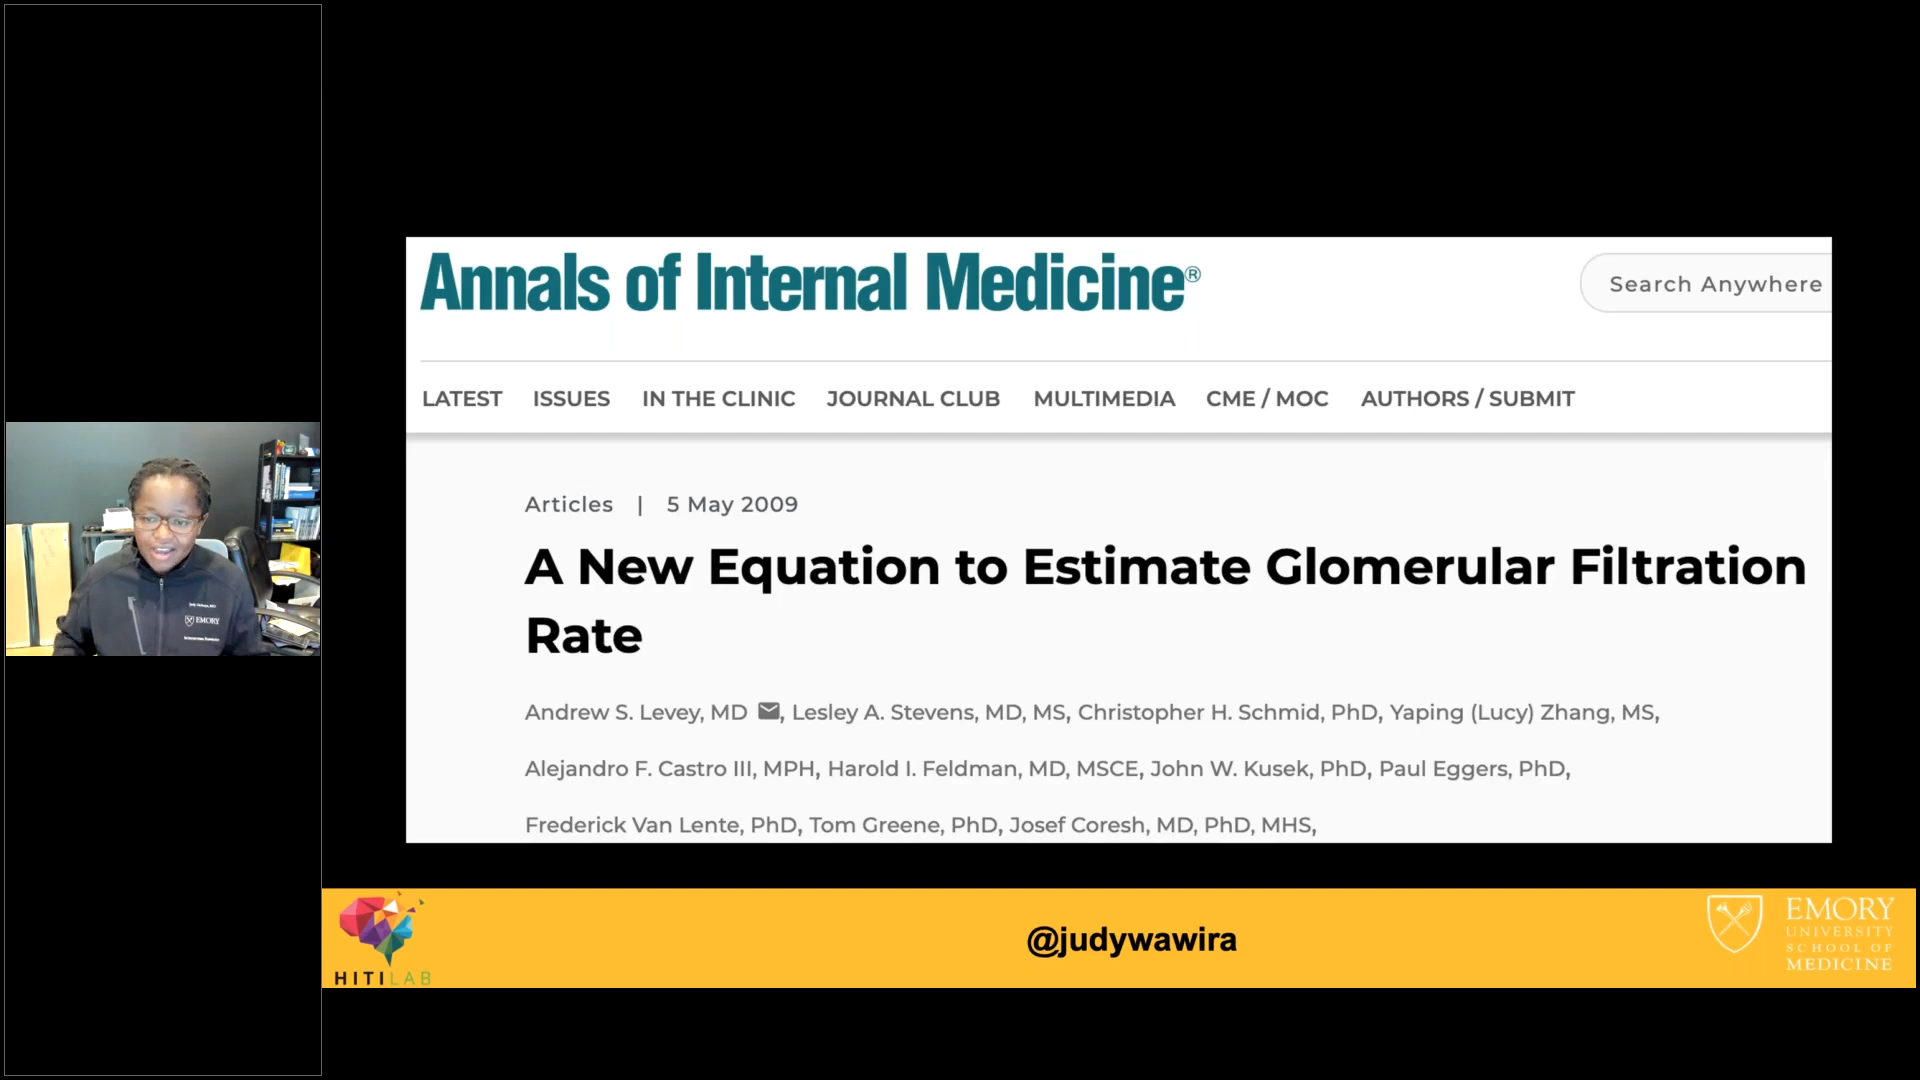 Annals of Internal Medicine®
Search Anywhere
LATEST ISSUES IN THE CLINIC JOURNAL CLUB MULTIMEDIA CME / MOC AUTHORS / SUBMIT
Articles | 5 May 2009
A New Equation to Estimate Glomerular Filtration
Rate
Andrew S. Levey, MD, Lesley A. Stevens, MD, MS, Christopher H. Schmid, PhD, Yaping (Lucy) Zhang, MS,
Alejandro F. Castro III, MPH, Harold I. Feldman, MD, MSCE, John W. Kusek, PhD, Paul Eggers, PhD,
Frederick Van Lente, PhD, Tom Greene, PhD, Josef Coresh, MD, PhD, MHS,
EMORY
HITILAB
@judywawira
EMORY
UNIVERSITY
SCHOOL OF
MEDICINE